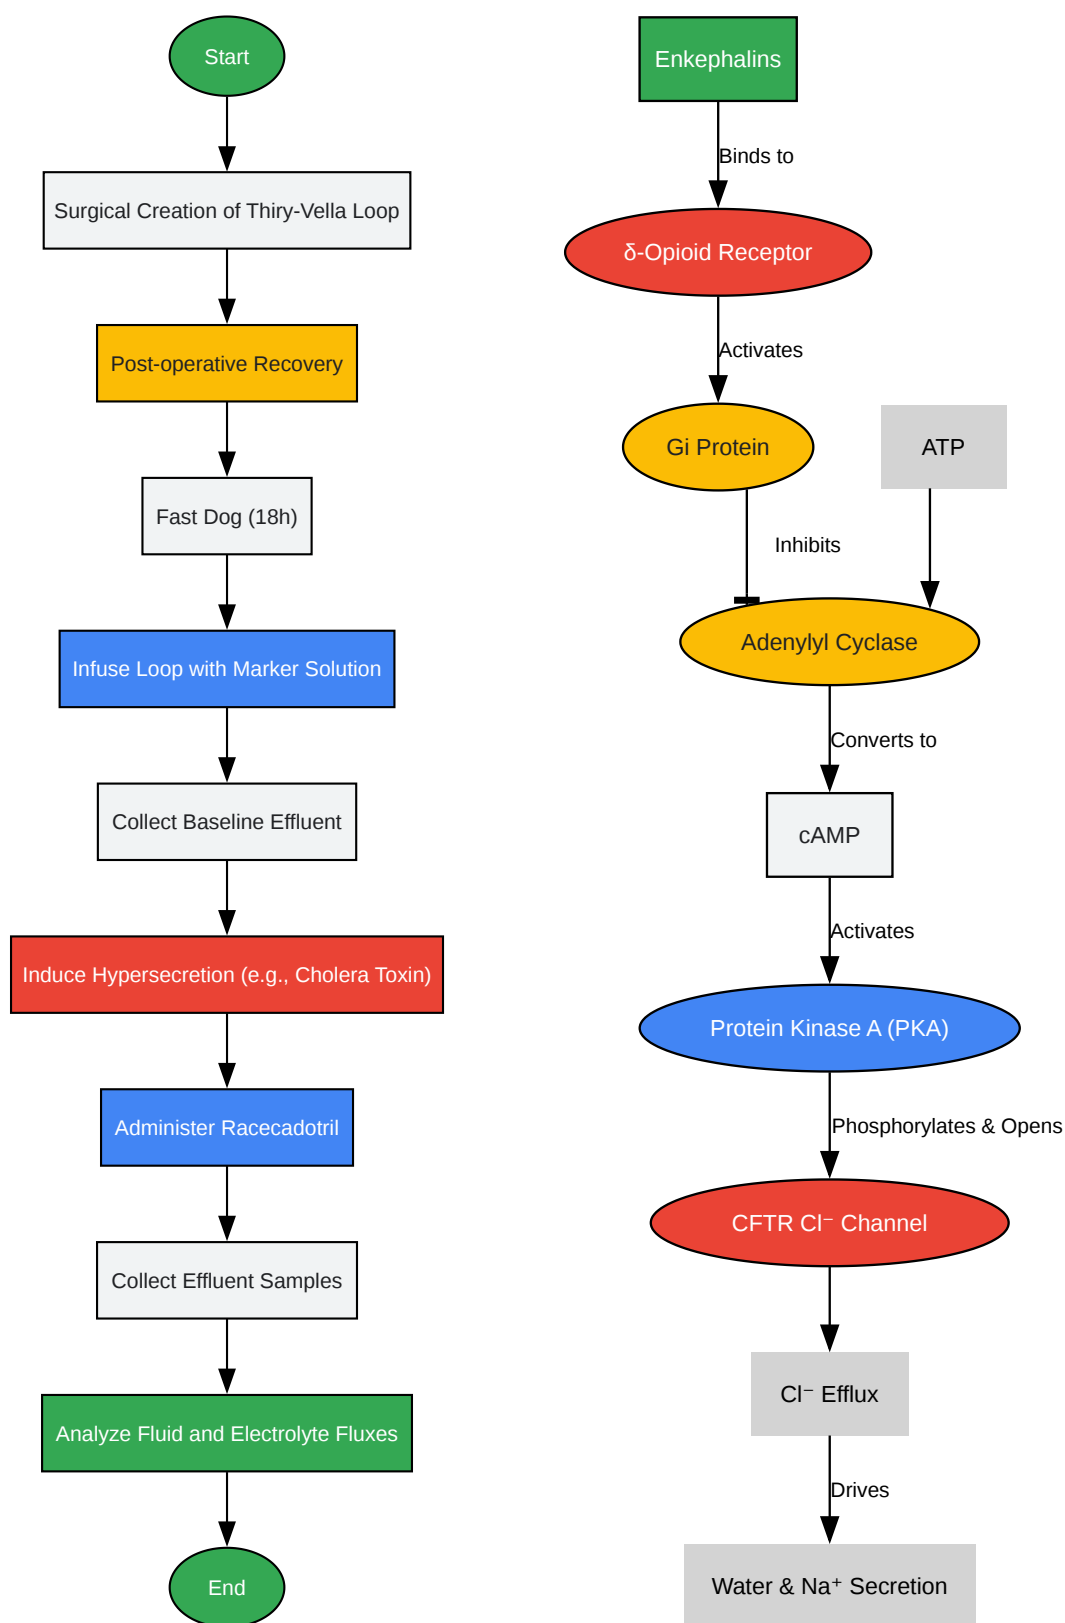 Start
Surgical Creation of Thiry-Vella Loop
Post-operative Recovery
Fast Dog (18h)
Infuse Loop with Marker Solution
Collect Baseline Effluent
Induce Hypersecretion (e.g., Cholera Toxin)
Administer Racecadotril
Collect Effluent Samples
Analyze Fluid and Electrolyte Fluxes
End
Enkephalins
Binds to
δ-Opioid Receptor
Activates
Gi Protein
ATP
Inhibits
Adenylyl Cyclase
Converts to
cAMP
Activates
Protein Kinase A (PKA)
Phosphorylates & Opens
CFTR Cl⁻ Channel
Cl⁻ Efflux
Drives
Water & Na⁺ Secretion